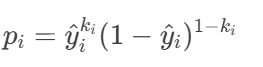 $p_i = \hat{y}_i^{k_i}(1 - \hat{y}_i)^{1-k_i}$